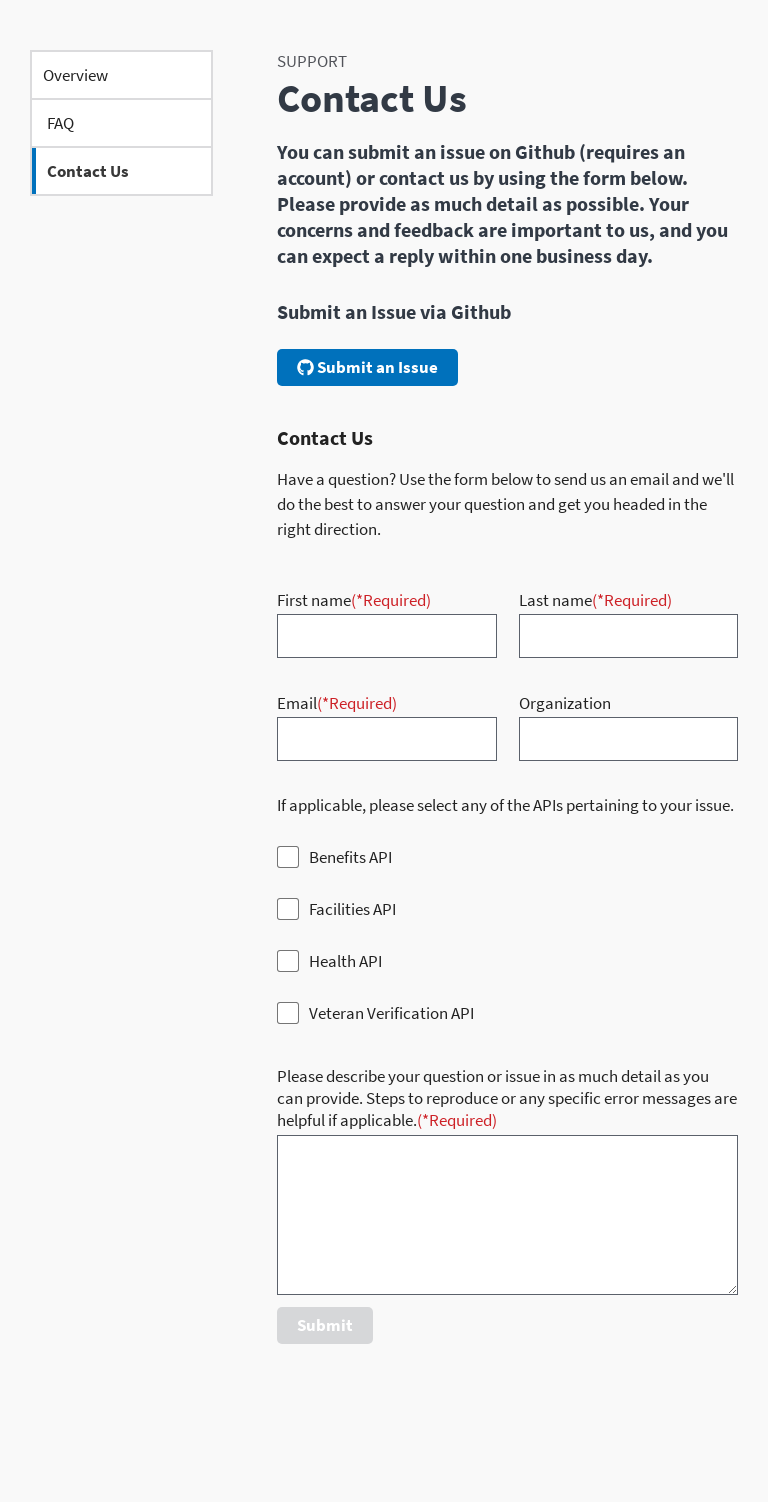 Overview
FAQ
Contact Us
SUPPORT
Contact Us
You can submit an issue on Github (requires an
account) or contact us by using the form below.
Please provide as much detail as possible. Your
concerns and feedback are important to us, and you
can expect a reply within one business day.
Submit an Issue via Github
Submit an Issue
Contact Us
Have a question? Use the form below to send us an email and we'll
do the best to answer your question and get you headed in the
right direction.
First name(*Required)
Last name(*Required)
Email(*Required)
Organization
If applicable, please select any of the APIs pertaining to your issue.
Benefits API
Facilities API
Health API
Veteran Verification API
Please describe your question or issue in as much detail as you
can provide. Steps to reproduce or any specific error messages are
helpful if applicable.(*Required)
Submit